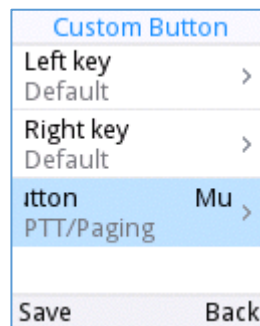 Custom Button
Left key
Default
Right key
Default
utton Mu
PTT/Paging
Save Back